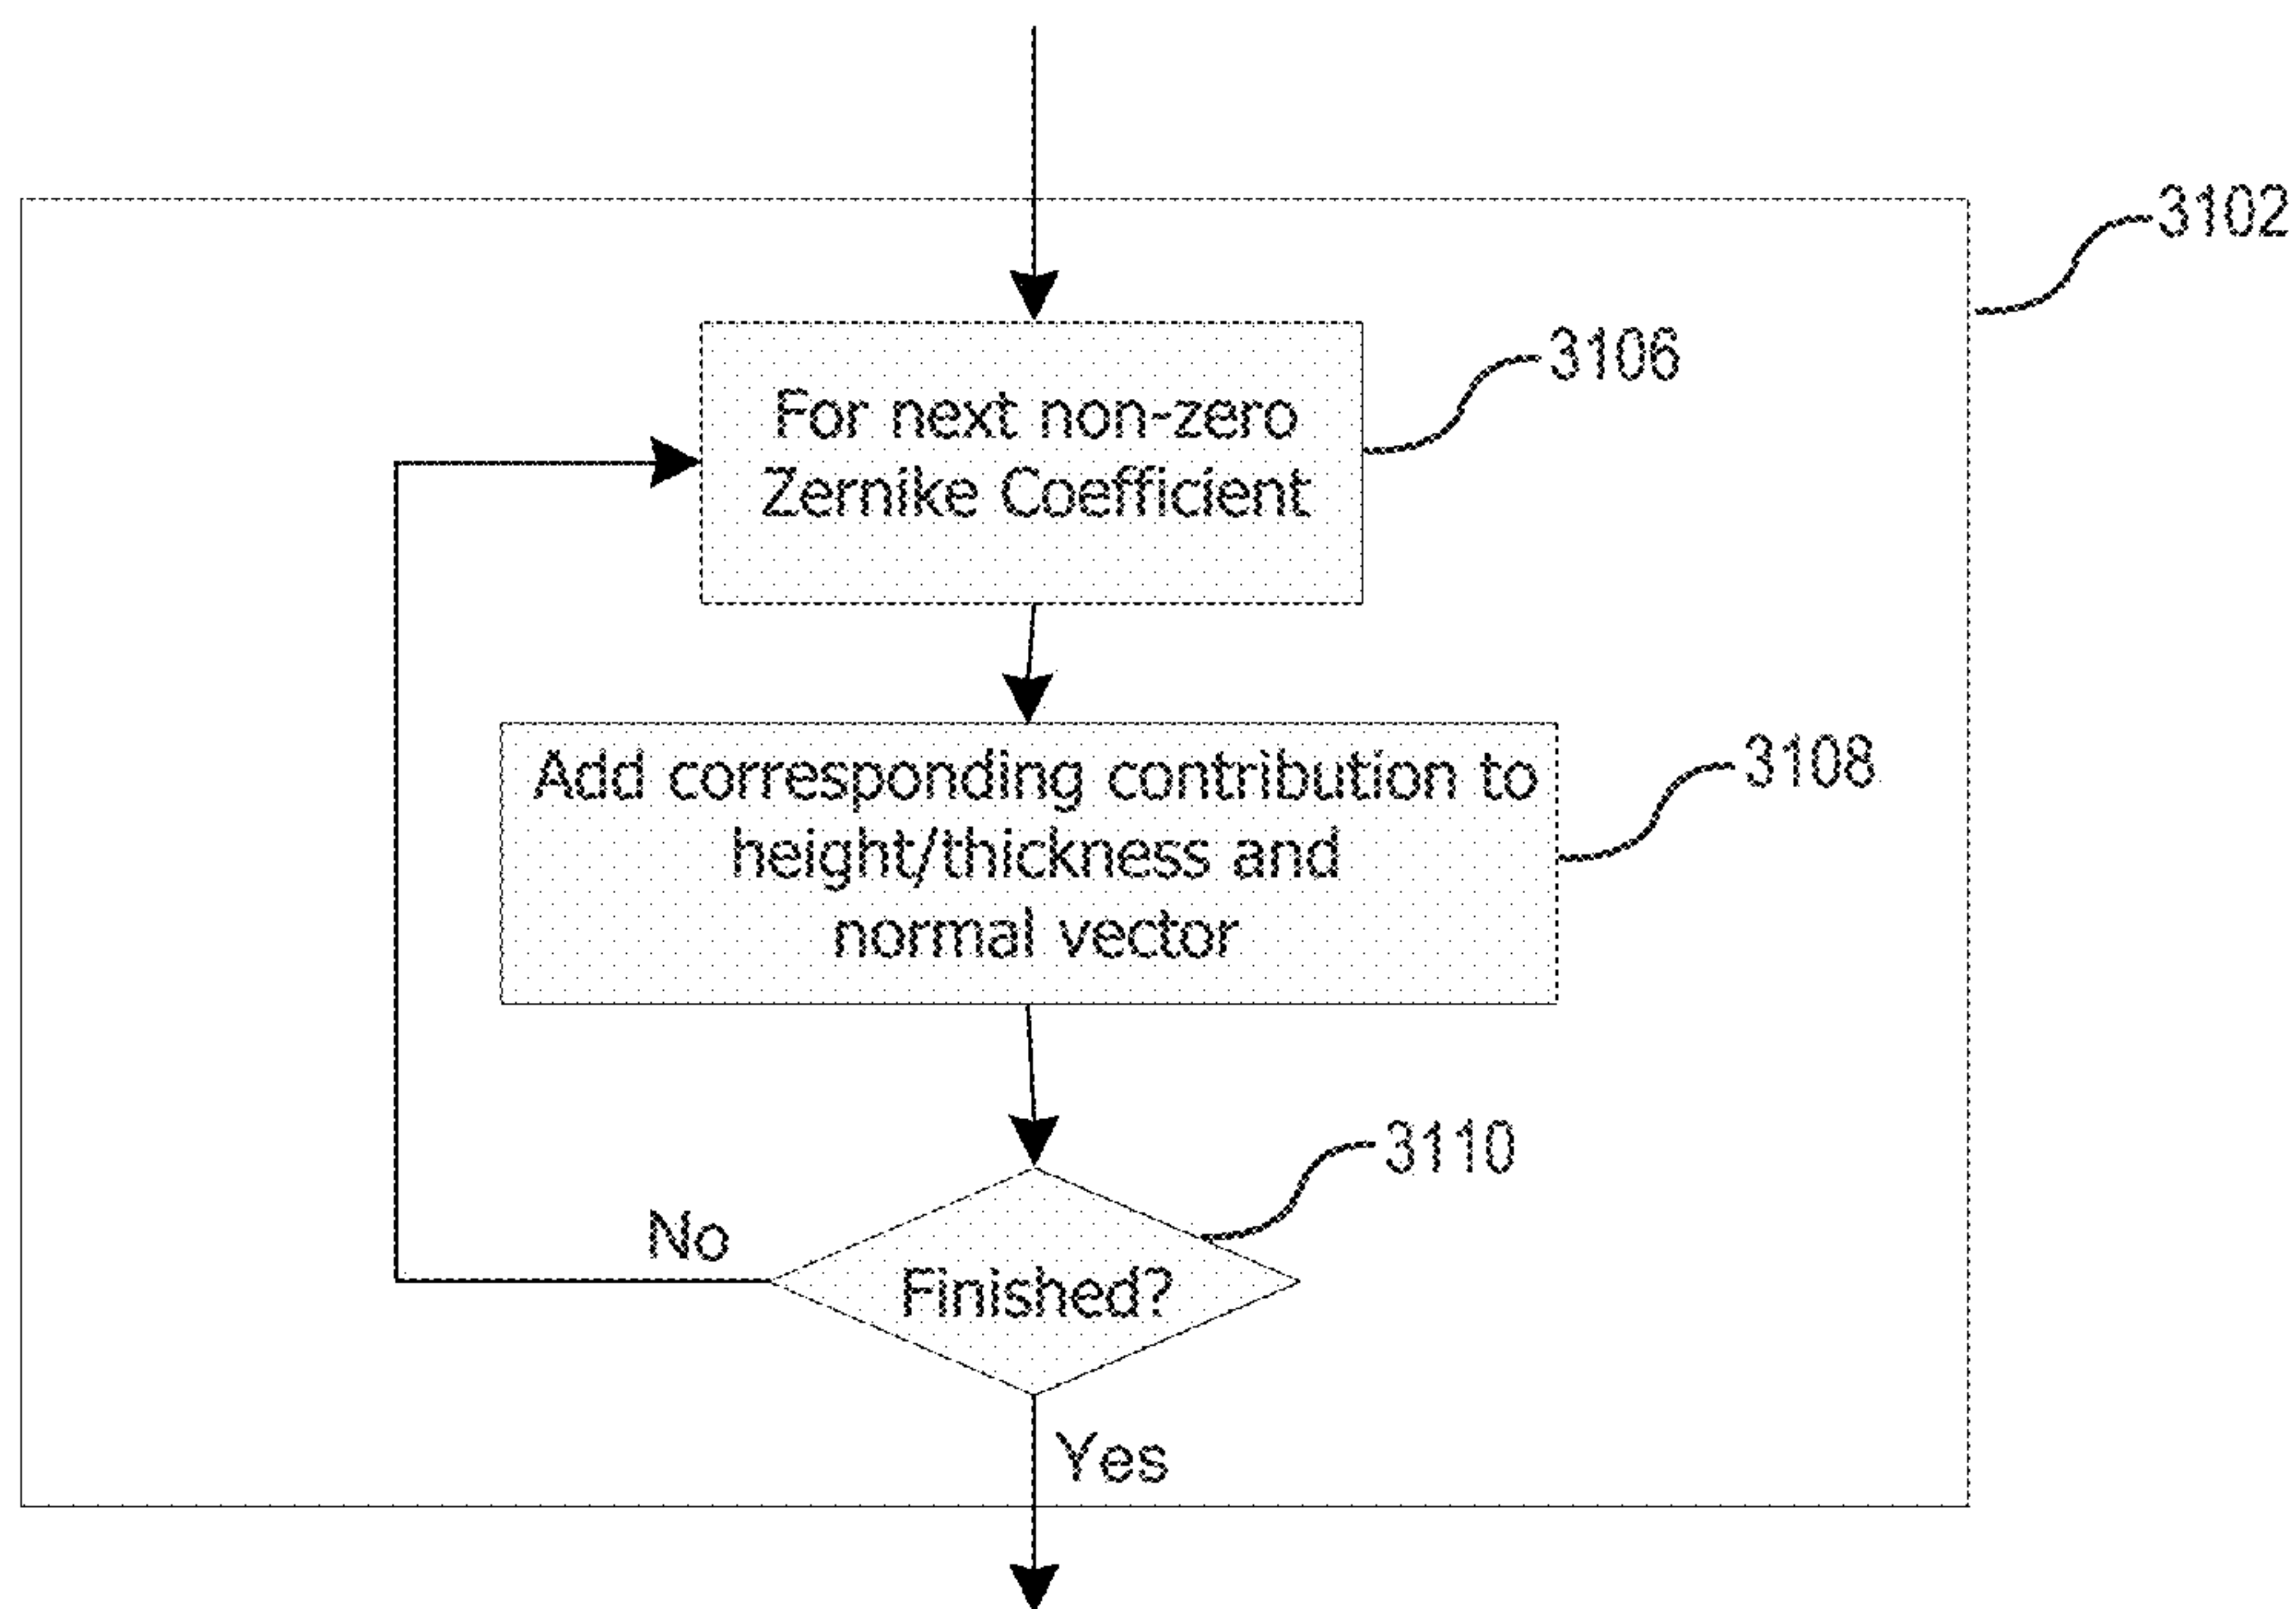 3102
3106
For next non-zero
Zernike Coefficient
3108
Add corresponding contribution to
height/thickness and
normal vector
3110
No
Finished?
Yes